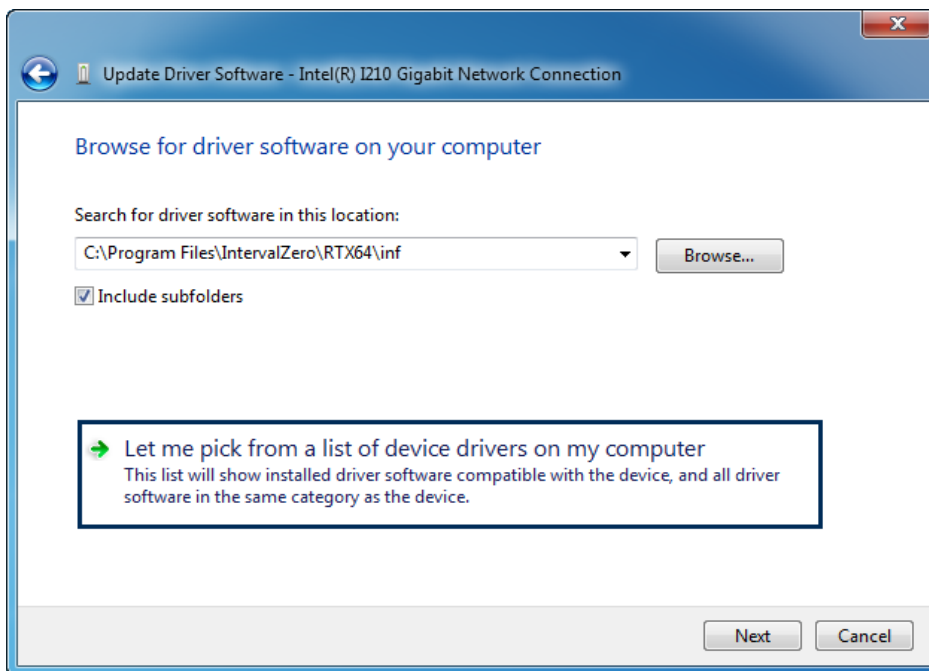 Update Driver Software - Intel(R) I210 Gigabit Network Connection
Browse for driver software on your computer
Search for driver software in this location:
C:\Program Files\IntervalZero\RTX64\inf
Browse...
Include subfolders
Let me pick from a list of device drivers on my computer
This list will show installed driver software compatible with the device, and all driver
software in the same category as the device.
Next
Cancel